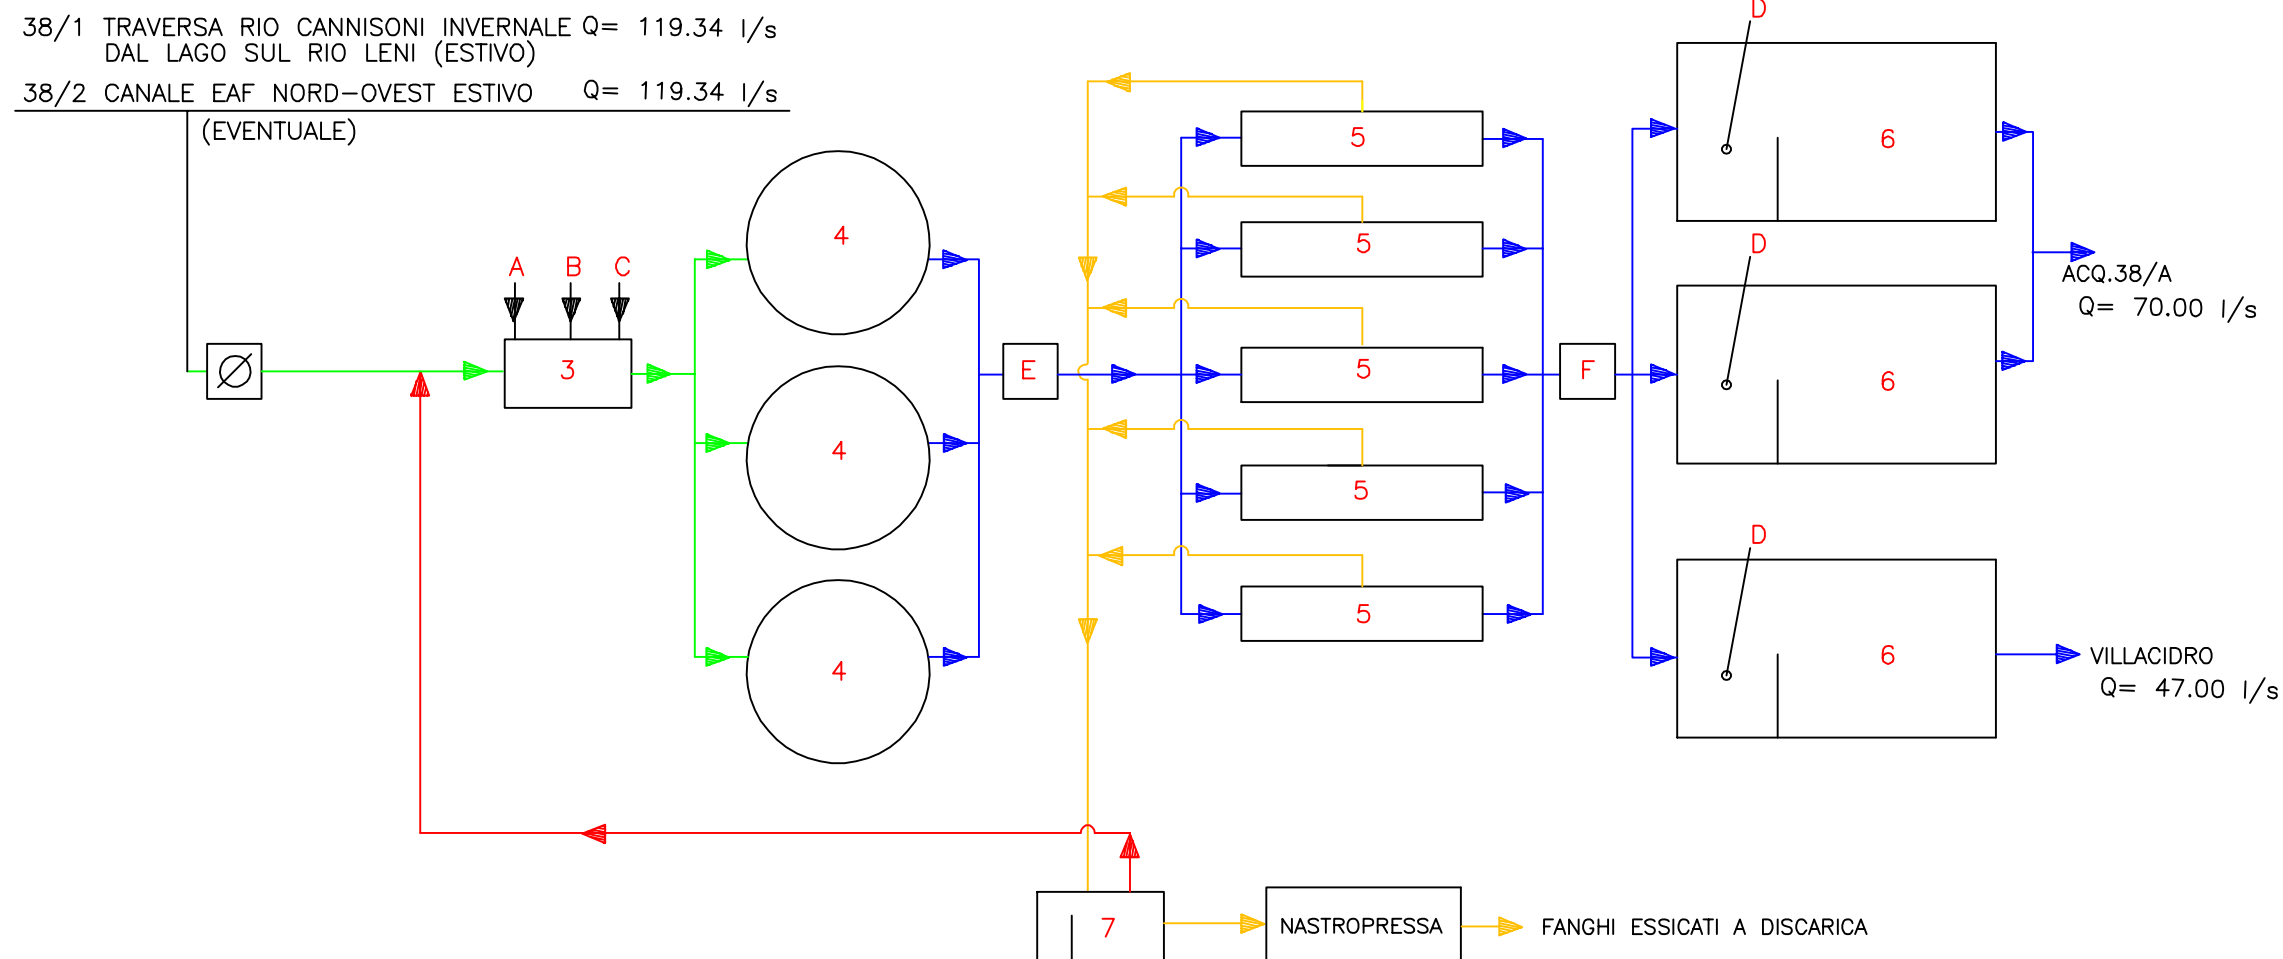 38/1 TRAVERSA RIO CANNISONI INVERNALE Q= 119.34 l/s
DAL LAGO SUL RIO LENI (ESTIVO)
38/2 CANALE EAF NORD-OVEST ESTIVO Q= 119.34 l/s
(EVENTUALE)
A B C
3
4
4
4
E
5
5
5
5
5
F
D
6
D
6
D
6
ACQ.38/A
Q= 70.00 l/s
VILLACIDRO
Q= 47.00 l/s
7
NASTROPRESSA
FANGHI ESSICATI A DISCARICA